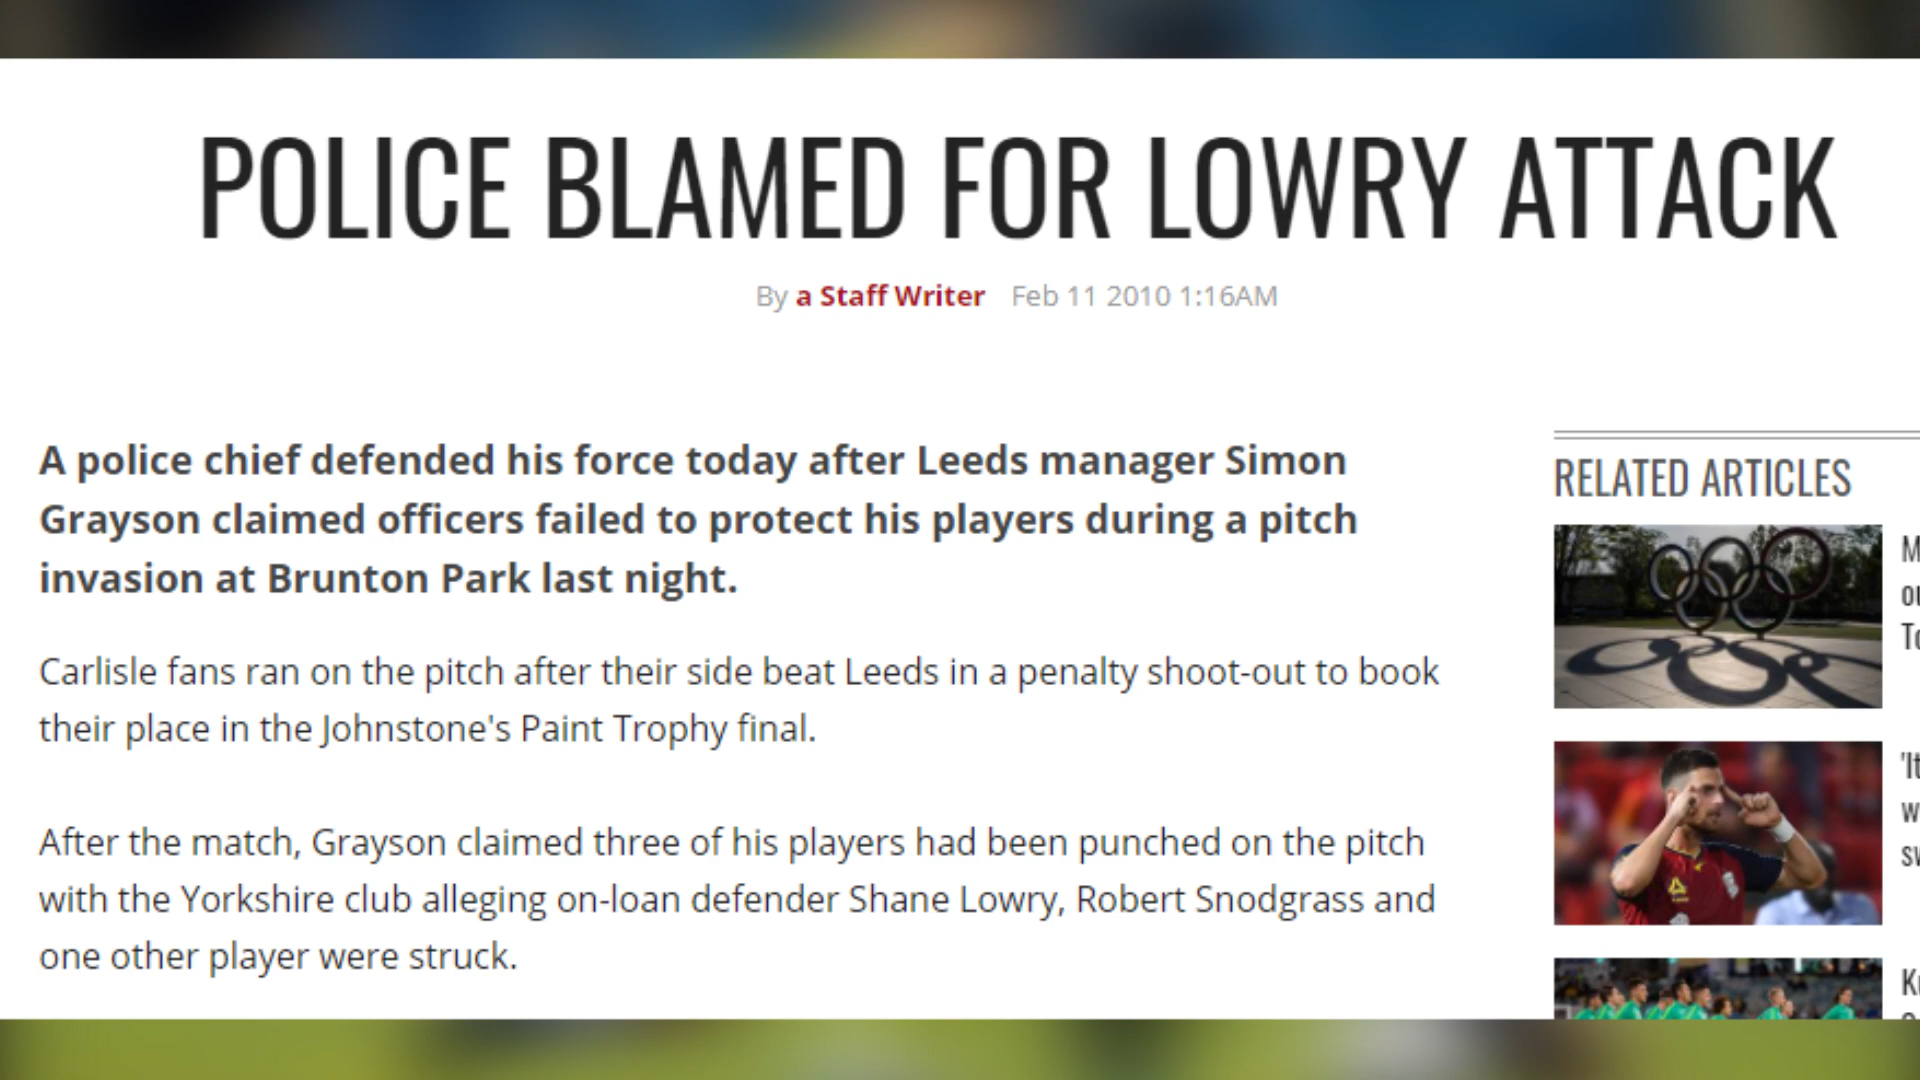 POLICE BLAMED FOR LOWRY ATTACK
By a Staff Writer Feb 11 2010 1:16AM
A police chief defended his force today after Leeds manager Simon
Grayson claimed officers failed to protect his players during a pitch
invasion at Brunton Park last night.
Carlisle fans ran on the pitch after their side beat Leeds in a penalty shoot-out to book
their place in the Johnstone's Paint Trophy final.
After the match, Grayson claimed three of his players had been punched on the pitch
with the Yorkshire club alleging on-loan defender Shane Lowry, Robert Snodgrass and
one other player were struck.
RELATED ARTICLES